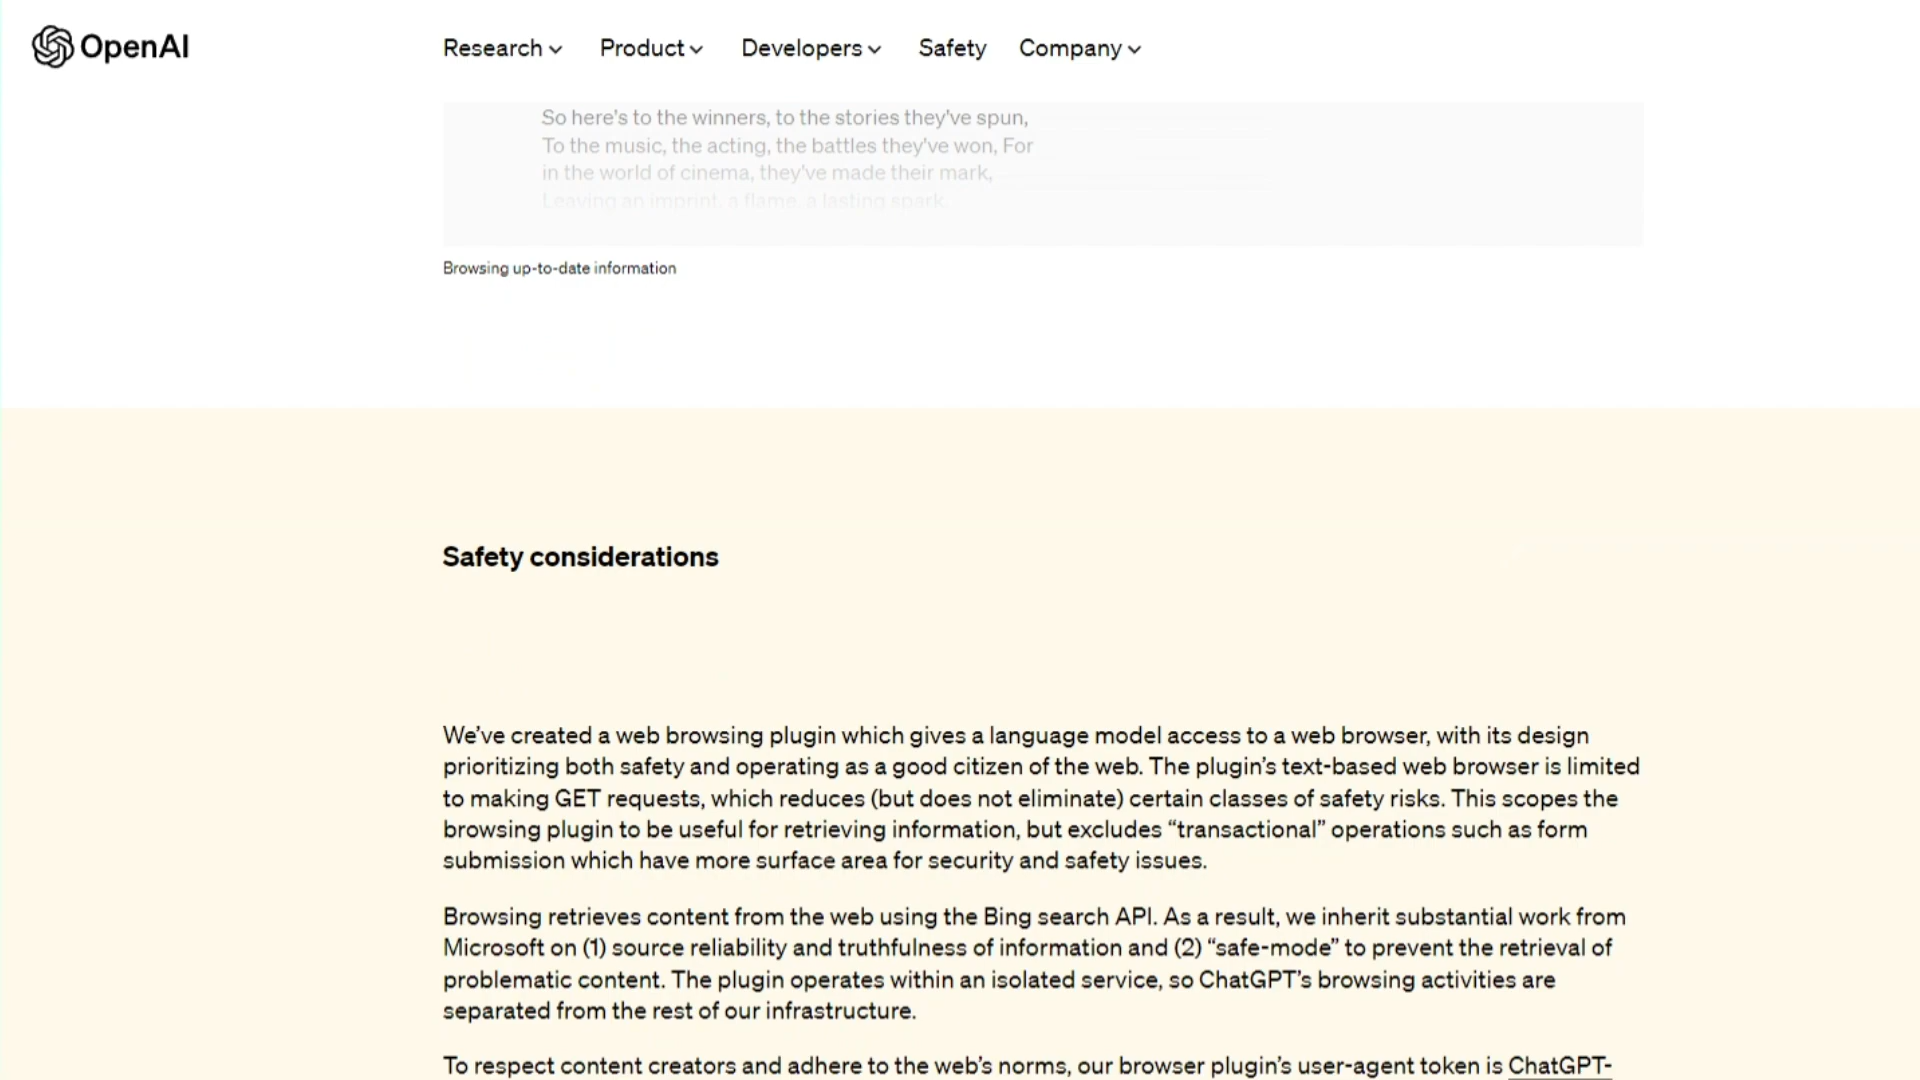 OpenAI
Research Product Developers Safety Company
So here's to the winners, to the stories they've spun,
To the music, the acting, the battles they've won, For
in the world of cinema, they've made their mark,
Leaving an imprint, a flame, a lasting spark.
Browsing up-to-date information
Safety considerations
We’ve created a web browsing plugin which gives a language model access to a web browser, with its design
prioritizing both safety and operating as a good citizen of the web. The plugin’s text-based web browser is limited
to making GET requests, which reduces (but does not eliminate) certain classes of safety risks. This scopes the
browsing plugin to be useful for retrieving information, but excludes “transactional” operations such as form
submission which have more surface area for security and safety issues.
Browsing retrieves content from the web using the Bing search API. As a result, we inherit substantial work from
Microsoft on (1) source reliability and truthfulness of information and (2) “safe-mode” to prevent the retrieval of
problematic content. The plugin operates within an isolated service, so ChatGPT’s browsing activities are
separated from the rest of our infrastructure.
To respect content creators and adhere to the web’s norms, our browser plugin’s user-agent token is ChatGPT-